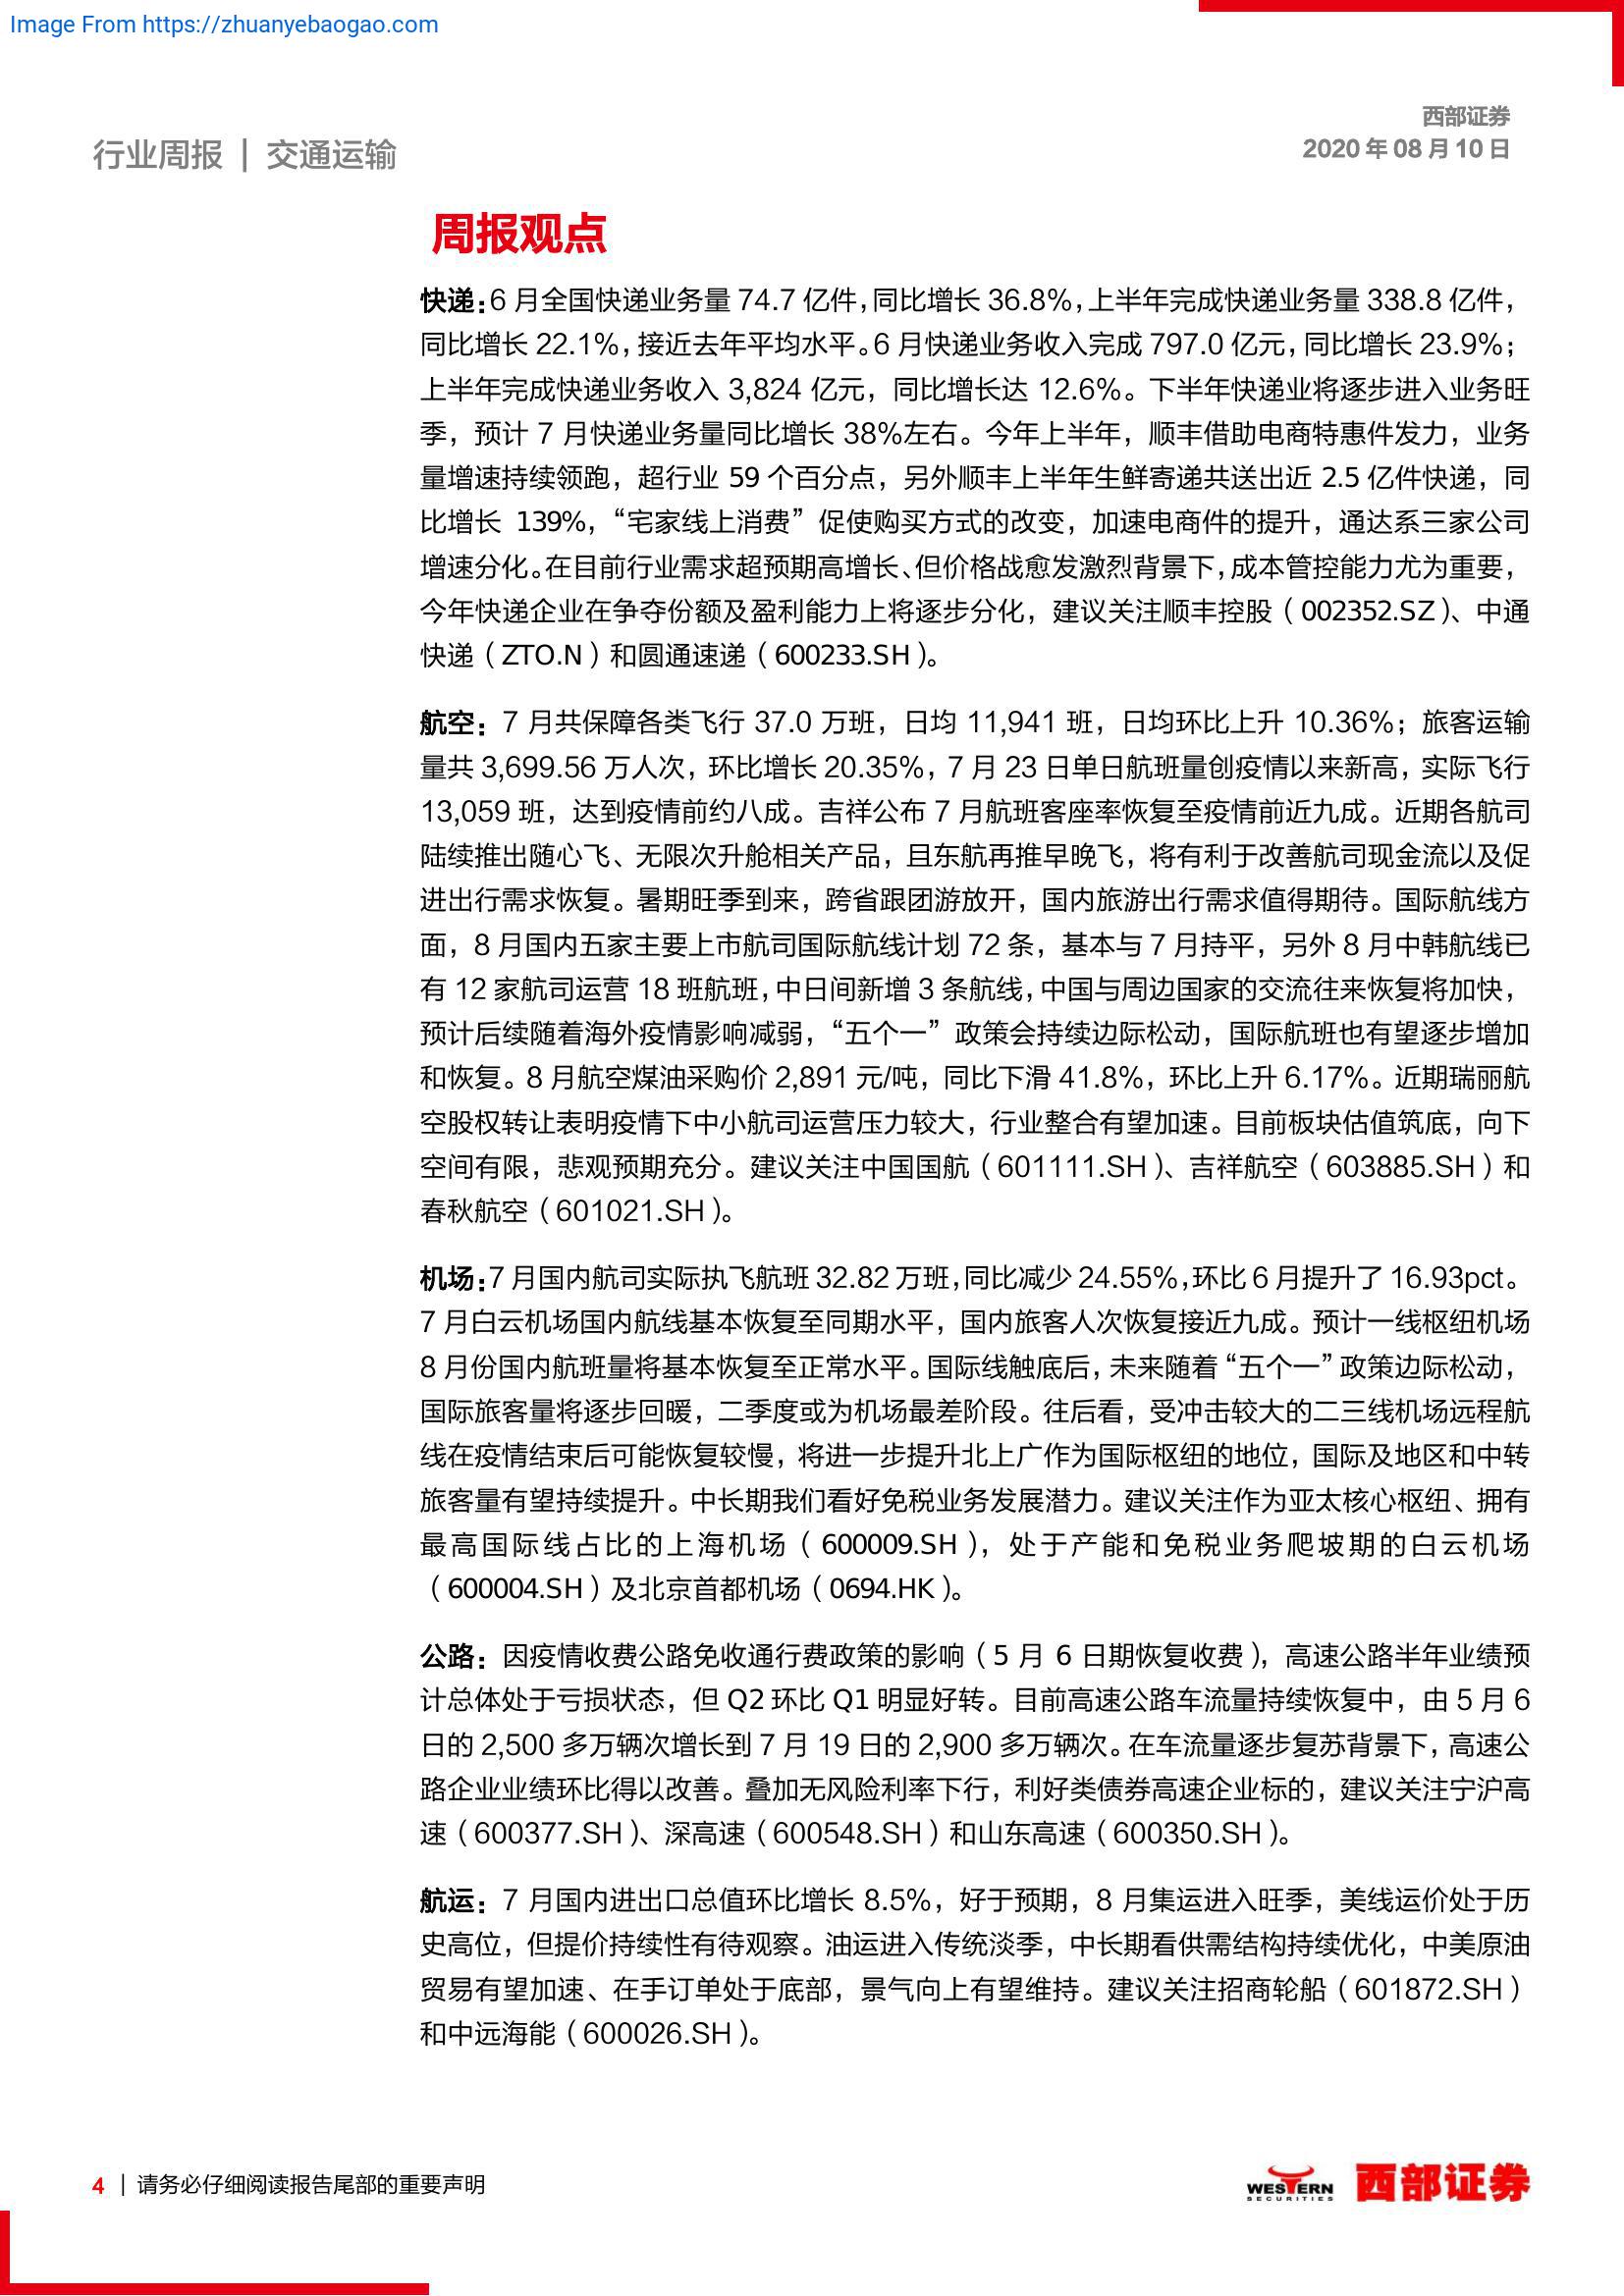 Image From https://zhuanyebaogao.com
西部证券
2020 年 08 月 10 日
行业周报 | 交通运输
周报观点
快递：6 月全国快递业务量 74.7 亿件，同比增长 36.8%，上半年完成快递业务量 338.8 亿件，
同比增长 22.1%，接近去年平均水平。6 月快递业务收入完成 797.0 亿元，同比增长 23.9%；
上半年完成快递业务收入 3,824 亿元，同比增长达 12.6%。下半年快递业将逐步进入业务旺
季，预计 7 月快递业务量同比增长 38%左右。今年上半年，顺丰借助电商特惠件发力，业务
量增速持续领跑，超行业 59 个百分点，另外顺丰上半年生鲜寄递共送出近 2.5 亿件快递，同
比增长 139%，“宅家线上消费”促使购买方式的改变，加速电商件的提升，通达系三家公司
增速分化。在目前行业需求超预期高增长、但价格战愈发激烈背景下，成本管控能力尤为重要，
今年快递企业在争夺份额及盈利能力上将逐步分化，建议关注顺丰控股（002352.SZ）、中通
快递（ZTO.N）和圆通速递（600233.SH）。
航空：7 月共保障各类飞行 37.0 万班，日均 11,941 班，日均环比上升 10.36%；旅客运输
量共 3,699.56 万人次，环比增长 20.35%，7 月 23 日单日航班量创疫情以来新高，实际飞行
13,059 班，达到疫情前约八成。吉祥公布 7 月航班客座率恢复至疫情前近九成。近期各航司
陆续推出随心飞、无限次升舱相关产品，且东航再推早晚飞，将有利于改善航司现金流以及促
进出行需求恢复。暑期旺季到来，跨省跟团游放开，国内旅游出行需求值得期待。国际航线方
面，8 月国内五家主要上市航司国际航线计划 72 条，基本与 7 月持平，另外 8 月中韩航线已
有 12 家航司运营 18 班航班，中日间新增 3 条航线，中国与周边国家的交流往来恢复将加快，
预计后续随着海外疫情影响减弱，“五个一”政策会持续边际松动，国际航班也有望逐步增加
和恢复。8 月航空煤油采购价 2,891 元/吨，同比下滑 41.8%，环比上升 6.17%。近期瑞丽航
空股权转让表明疫情下中小航司运营压力较大，行业整合有望加速。目前板块估值筑底，向下
空间有限，悲观预期充分。建议关注中国国航（601111.SH）、吉祥航空（603885.SH）和
春秋航空（601021.SH）。
机场：7 月国内航司实际执飞航班 32.82 万班，同比减少 24.55%，环比 6 月提升了 16.93pct。
7 月白云机场国内航线基本恢复至同期水平，国内旅客人次恢复接近九成。预计一线枢纽机场
8 月份国内航班量将基本恢复至正常水平。国际线触底后，未来随着“五个一”政策边际松动，
国际旅客量将逐步回暖，二季度或为机场最差阶段。往后看，受冲击较大的二三线机场远程航
线在疫情结束后可能恢复较慢，将进一步提升北上广作为国际枢纽的地位，国际及地区和中转
旅客量有望持续提升。中长期我们看好免税业务发展潜力。建议关注作为亚太核心枢纽、拥有
最高国际线占比的上海机场（600009.SH），处于产能和免税业务爬坡期的白云机场
（600004.SH）及北京首都机场（0694.HK）。
公路：因疫情收费公路免收通行费政策的影响（5 月 6 日期恢复收费），高速公路半年业绩预
计总体处于亏损状态，但 Q2 环比 Q1 明显好转。目前高速公路车流量持续恢复中，由 5 月 6
日的 2,500 多万辆次增长到 7 月 19 日的 2,900 多万辆次。在车流量逐步复苏背景下，高速公
路企业业绩环比得以改善。叠加无风险利率下行，利好类债券高速企业标的，建议关注宁沪高
速（600377.SH）、深高速（600548.SH）和山东高速（600350.SH）。
航运：7 月国内进出口总值环比增长 8.5%，好于预期，8 月集运进入旺季，美线运价处于历
史高位，但提价持续性有待观察。油运进入传统淡季，中长期看供需结构持续优化，中美原油
贸易有望加速、在手订单处于底部，景气向上有望维持。建议关注招商轮船（601872.SH）
和中远海能（600026.SH）。
4 | 请务必仔细阅读报告尾部的重要声明
WESTERN
SECURITIES
西部证券